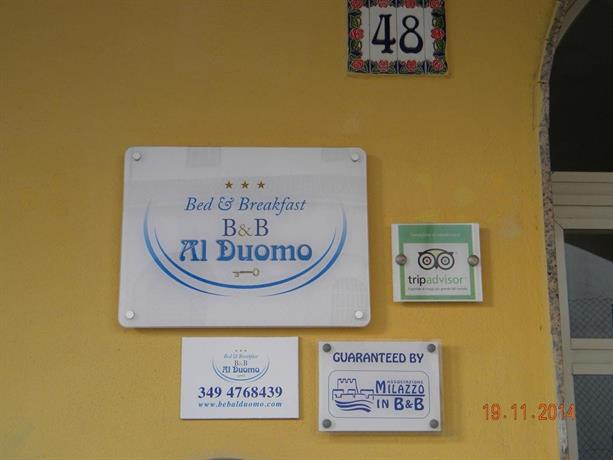 48
Bed & Breakfast
B&B
Al Duomo
tripadvisor
Bed & Breakfast
B&B
Al Duomo
349 4768439
www.bebalduomo.com
GUARANTEED BY
ASSOCIAZIONE
MILAZZO
IN B&B
19.11.2014